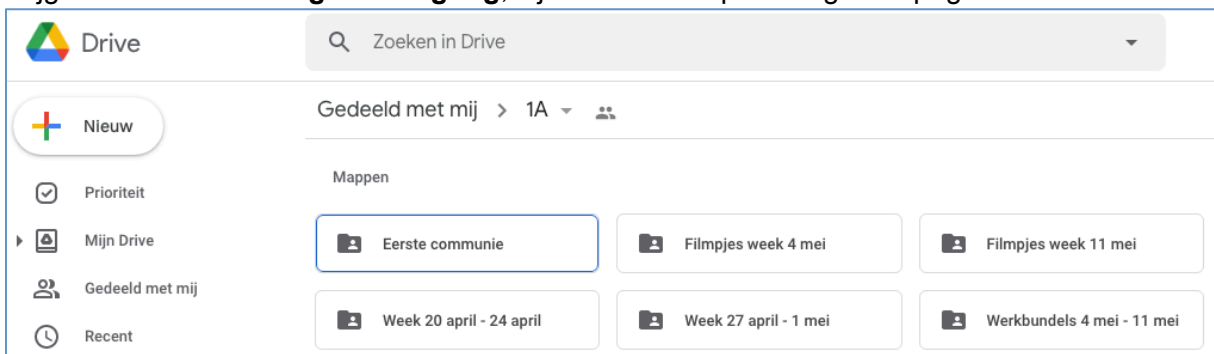 Drive
Zoeken in Drive
Nieuw
Gedeeld met mij > 1A
Prioriteit
Mijn Drive
Gedeeld met mij
Recent
Mappen
Eerste communie
Filmpjes week 4 mei
Filmpjes week 11 mei
Week 20 april - 24 april
Week 27 april - 1 mei
Werkbundels 4 mei - 11 mei